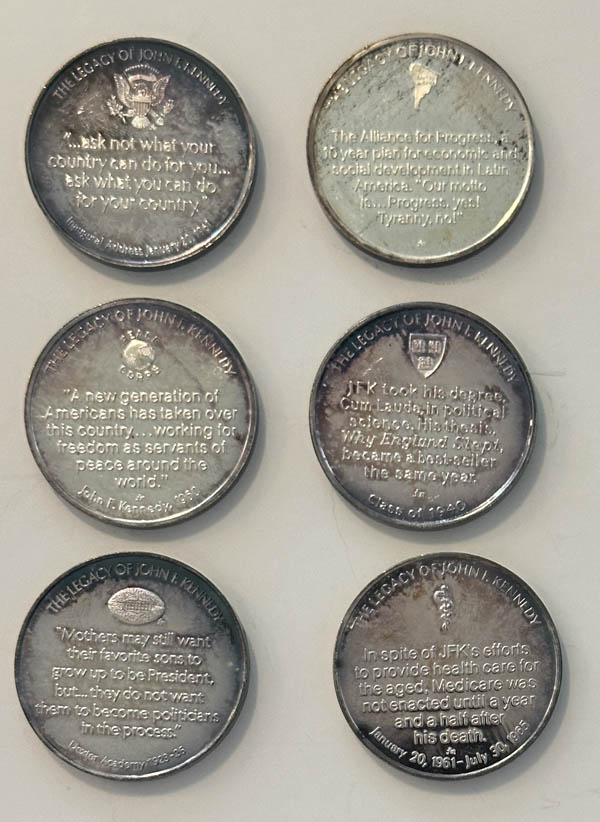 THE LEGACY OF JOHN F. KENNEDY
"...ask not what your
country can do for you...
ask what you can do
for your country."
Inaugural Address, January 20, 1961
THE LEGACY OF JOHN F. KENNEDY
The Alliance for Progress, a
10 year plan for economic and
social development in Latin
America. "Our motto
is... Progress, yes!
Tyranny, no!"
THE LEGACY OF JOHN F. KENNEDY
PEACE
CORPS
"A new generation of
Americans has taken over
this country....working for
freedom as servants of
peace around the
world."
John F. Kennedy, 1960
THE LEGACY OF JOHN F. KENNEDY
JFK took his degree,
Cum Laude, in political
science. His thesis,
Why England Slept,
became a best-seller
the same year.
Class of 1940
THE LEGACY OF JOHN F. KENNEDY
"Mothers may still want
their favorite sons to
grow up to be President,
but...they do not want
them to become politicians
in the process."
Dexter Academy 1923-25
THE LEGACY OF JOHN F. KENNEDY
In spite of JFK's efforts
to provide health care for
the aged, Medicare was
not enacted until a year
and a half after
his death.
January 20, 1961-July 30, 1965